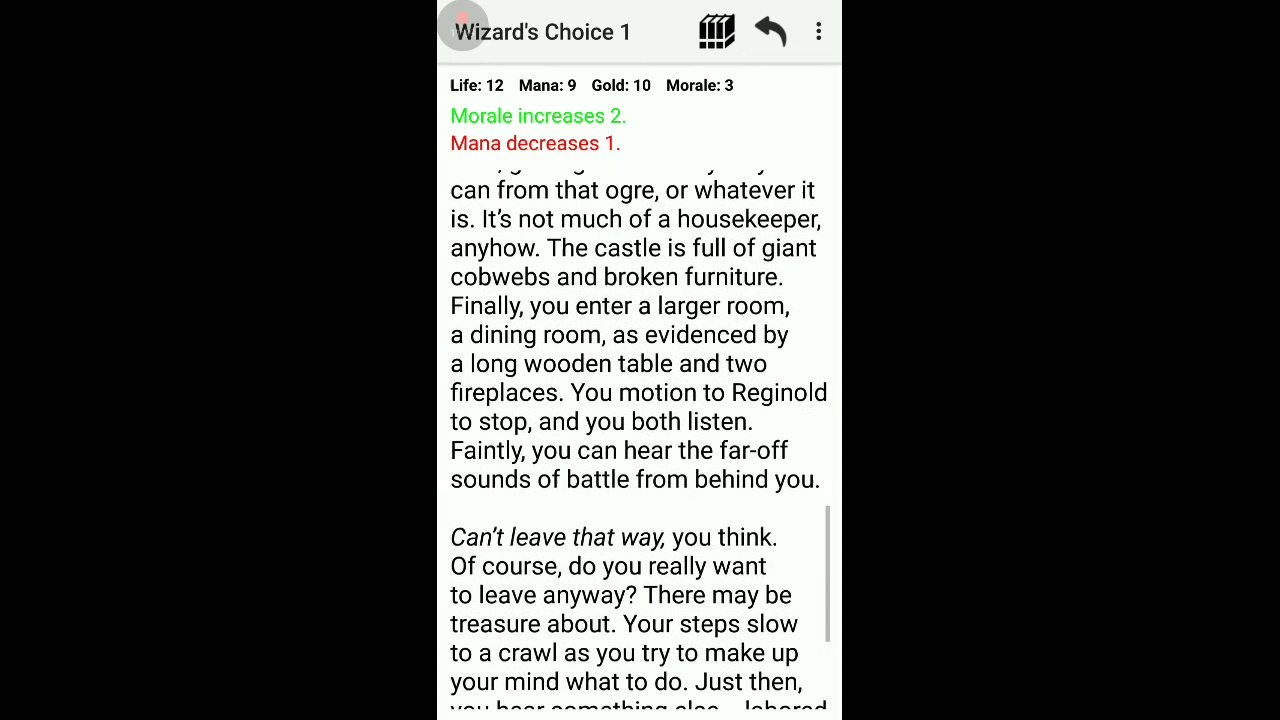 Wizard's Choice 1
Life: 12 Mana: 9 Gold: 10 Morale: 3
Morale increases 2.
Mana decreases 1.
can from that ogre, or whatever it
is. It’s not much of a housekeeper,
anyhow. The castle is full of giant
cobwebs and broken furniture.
Finally, you enter a larger room,
a dining room, as evidenced by
a long wooden table and two
fireplaces. You motion to Reginold
to stop, and you both listen.
Faintly, you can hear the far-off
sounds of battle from behind you.
Can’t leave that way, you think.
Of course, do you really want
to leave anyway? There may be
treasure about. Your steps slow
to a crawl as you try to make up
your mind what to do. Just then,
you hear something else – labored